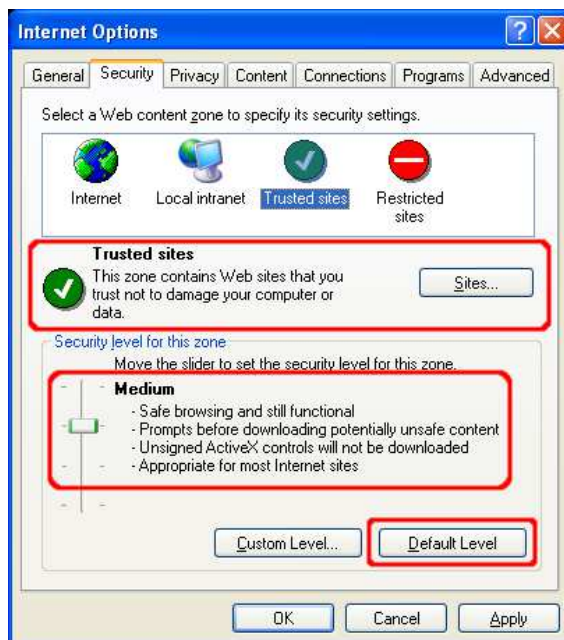 Internet Options
General Security Privacy Content Connections Programs Advanced
Select a Web content zone to specify its security settings.
Internet Local intranet Trusted sites Restricted
sites
Trusted sites
This zone contains Web sites that you
trust not to damage your computer or
data.
Sites...
Security level for this zone
Move the slider to set the security level for this zone.
Medium
- Safe browsing and still functional
- Prompts before downloading potentially unsafe content
- Unsigned ActiveX controls will not be downloaded
- Appropriate for most Internet sites
Custom Level... Default Level
OK Cancel Apply